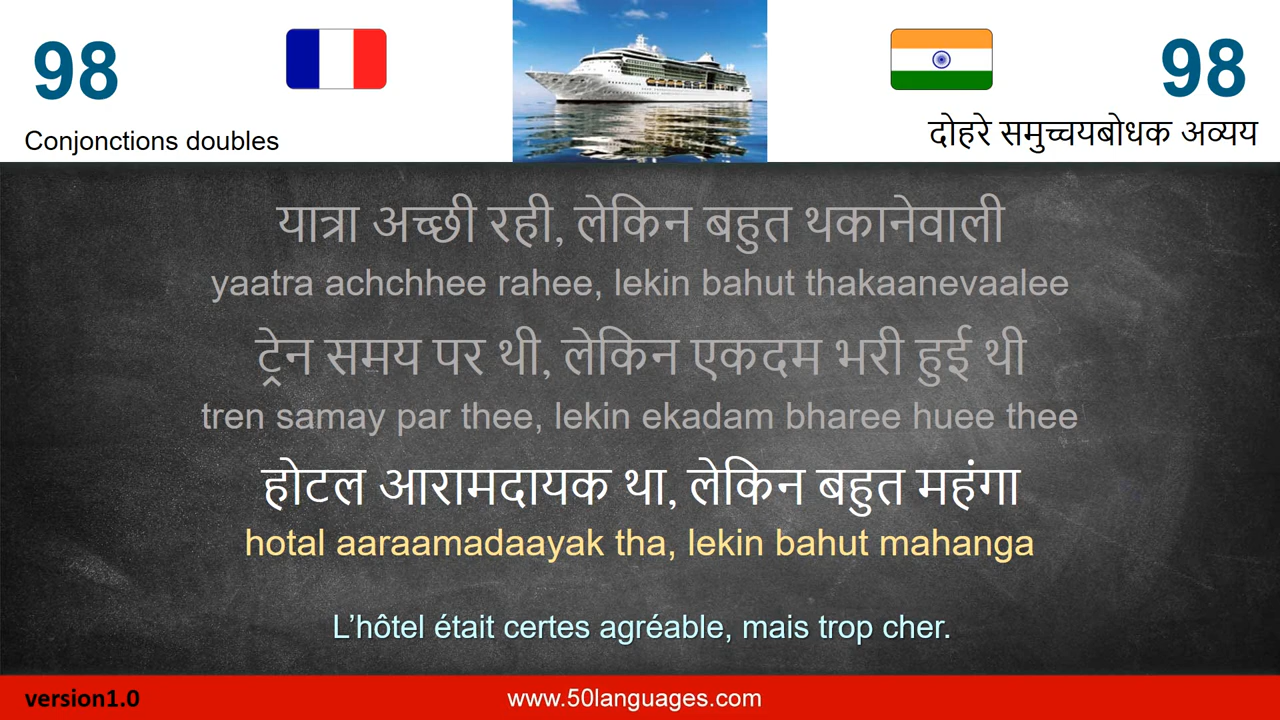 98
98
Conjonctions doubles
दोहरे समुच्चयबोधक अव्यय
यात्रा अच्छी रही, लेकिन बहुत थकानेवाली
yaatra achchhee rahee, lekin bahut thakaanevaalee
ट्रेन समय पर थी, लेकिन एकदम भरी हुई थी
tren samay par thee, lekin ekadam bharee huee thee
होटल आरामदायक था, लेकिन बहुत महंगा
hotal aaraamadaayak tha, lekin bahut mahanga
L’hôtel était certes agréable, mais trop cher.
version1.0
www.50languages.com